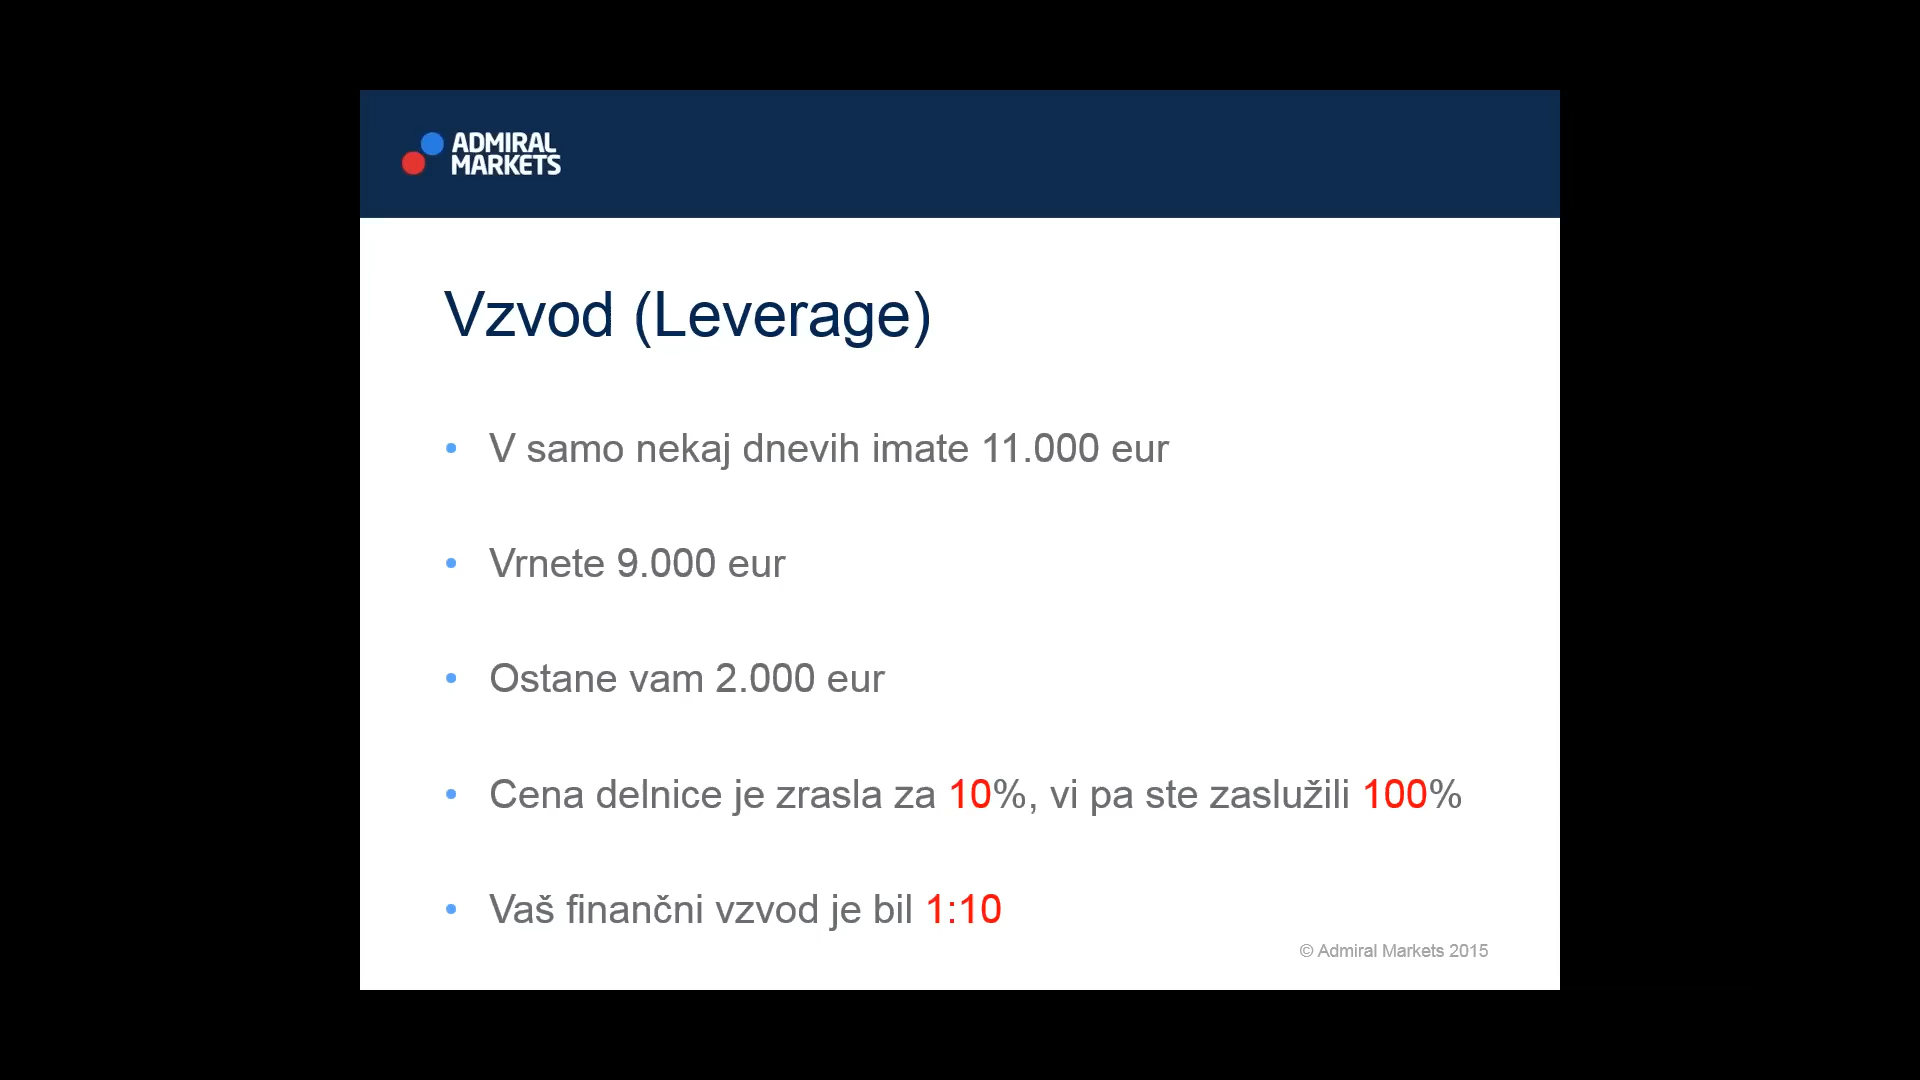 ADMIRAL
MARKETS
Vzvod (Leverage)
• V samo nekaj dnevih imate 11.000 eur
• Vrnete 9.000 eur
• Ostane vam 2.000 eur
• Cena delnice je zrasla za 10%, vi pa ste zaslužili 100%
• Vaš finančni vzvod je bil 1:10
© Admiral Markets 2015